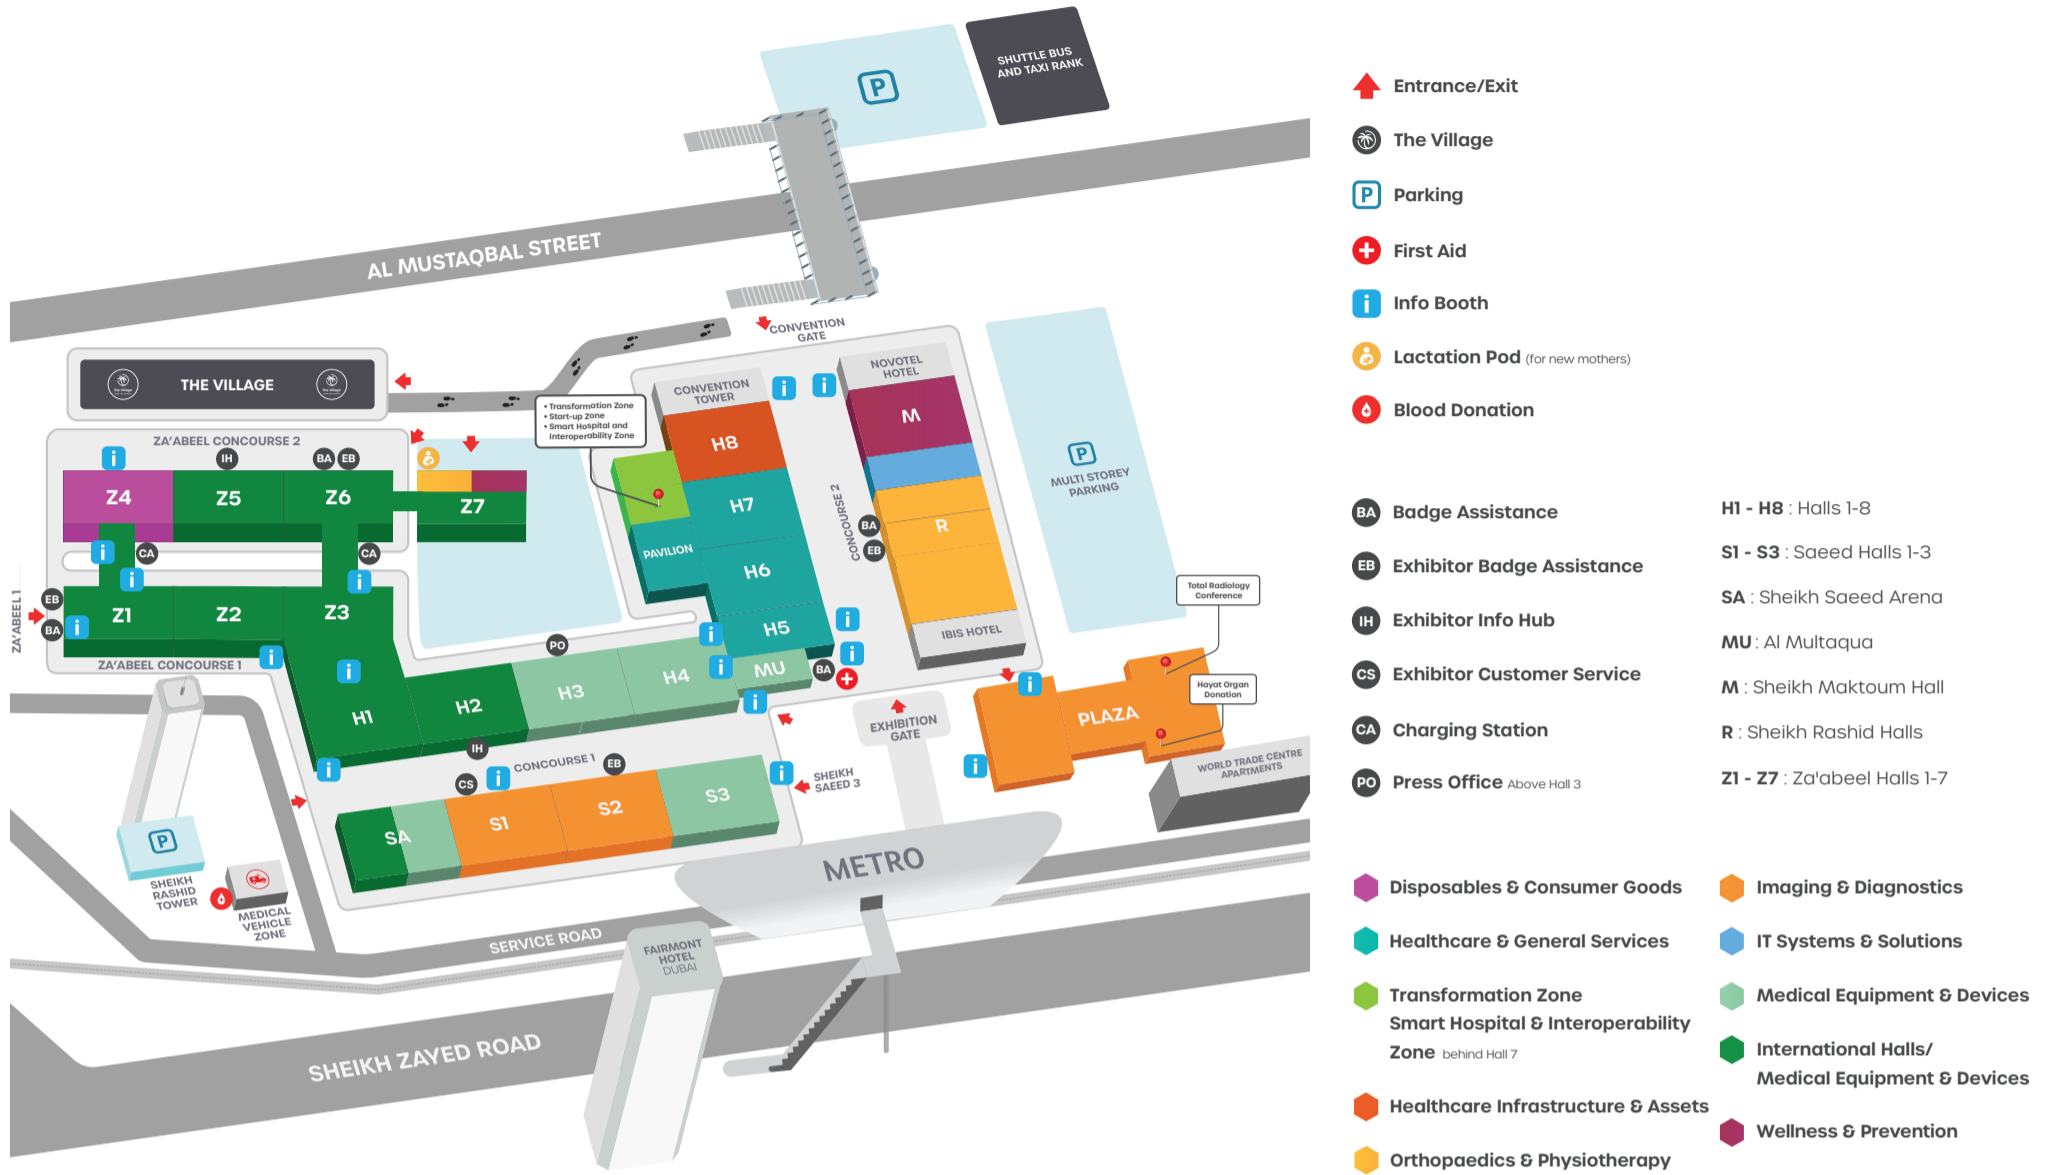 SHUTTLE BUS
AND TAXI RANK
P
AL MUSTAQBAL STREET
CONVENTION
GATE
THE VILLAGE
• Transformation Zone
• Start-up Zone
• Smart Hospital and
Interoperability Zone
CONVENTION
TOWER
NOVOTEL
HOTEL
ZA'ABEEL CONCOURSE 2
i
IH
BA
EB
Z4
Z5
Z6
Z7
i
CA
i
CA
i
ZA'ABEEL 1
EB
BA
i
Z1
Z2
Z3
ZA'ABEEL CONCOURSE 1
i
i
i
i
H8
H7
PAVILION
H6
H5
M
R
CONCOURSE 2
BA
EB
IBIS HOTEL
P
MULTI STOREY
PARKING
Total Radiology
Conference
Hayat Organ
Donation
PO
i
i
i
i
MU
BA
i
H1
H2
H3
H4
i
IH
CS
i
CONCOURSE 1
EB
i
SHEIKH
SAEED 3
EXHIBITION
GATE
i
i
PLAZA
WORLD TRADE CENTRE
APARTMENTS
SA
S1
S2
S3
P
SHEIKH
RASHID
TOWER
MEDICAL
VEHICLE
ZONE
METRO
SERVICE ROAD
FAIRMONT
HOTEL
DUBAI
SHEIKH ZAYED ROAD
Entrance/Exit
The Village
P Parking
First Aid
i Info Booth
Lactation Pod (for new mothers)
Blood Donation
BA Badge Assistance
EB Exhibitor Badge Assistance
IH Exhibitor Info Hub
CS Exhibitor Customer Service
CA Charging Station
PO Press Office Above Hall 3
H1 - H8 : Halls 1-8
S1 - S3 : Saeed Halls 1-3
SA : Sheikh Saeed Arena
MU : Al Multaqua
M : Sheikh Maktoum Hall
R : Sheikh Rashid Halls
Z1 - Z7 : Za'abeel Halls 1-7
Disposables & Consumer Goods
Healthcare & General Services
Transformation Zone
Smart Hospital & Interoperability
Zone behind Hall 7
Healthcare Infrastructure & Assets
Orthopaedics & Physiotherapy
Imaging & Diagnostics
IT Systems & Solutions
Medical Equipment & Devices
International Halls/
Medical Equipment & Devices
Wellness & Prevention